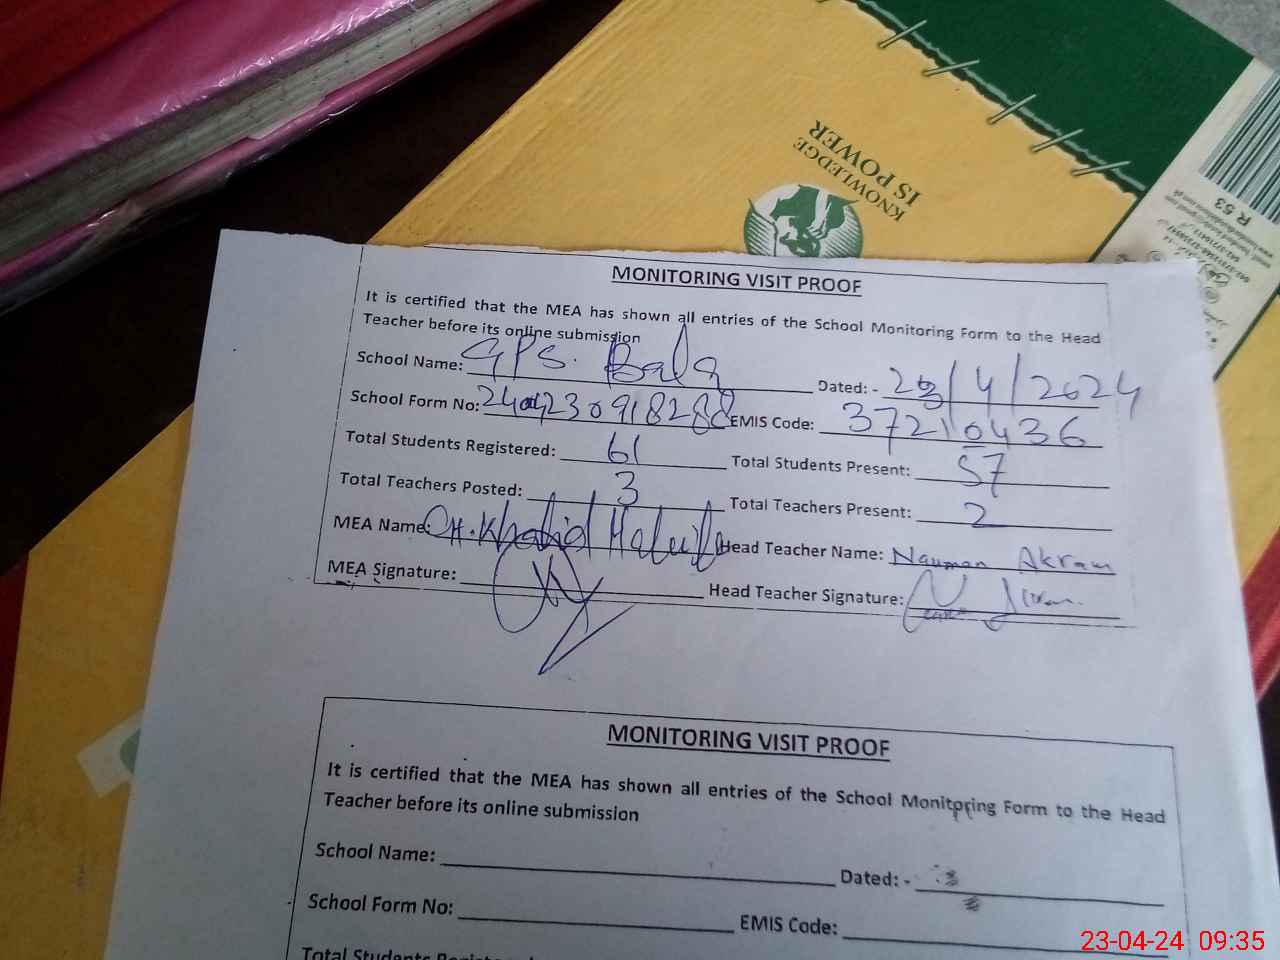 KNOWLEDGE
IS POWER
R 53
MONITORING VISIT PROOF
It is certified that the MEA has shown all entries of the School Monitoring Form to the Head
Teacher before its online submission
School Name: GPS. Bala Dated: - 23/4/2024
School Form No: EMIS Code: 37210436
Total Students Registered: 61 Total Students Present: 57
Total Teachers Posted: 3 Total Teachers Present: 2
MEA Name: CH. Khalid Head Teacher Name: Nauman Akram
MEA Signature: Head Teacher Signature:
MONITORING VISIT PROOF
It is certified that the MEA has shown all entries of the School Monitoring Form to the Head
Teacher before its online submission
School Name: Dated: -
School Form No: EMIS Code:
Total Students
23-04-24 09:35